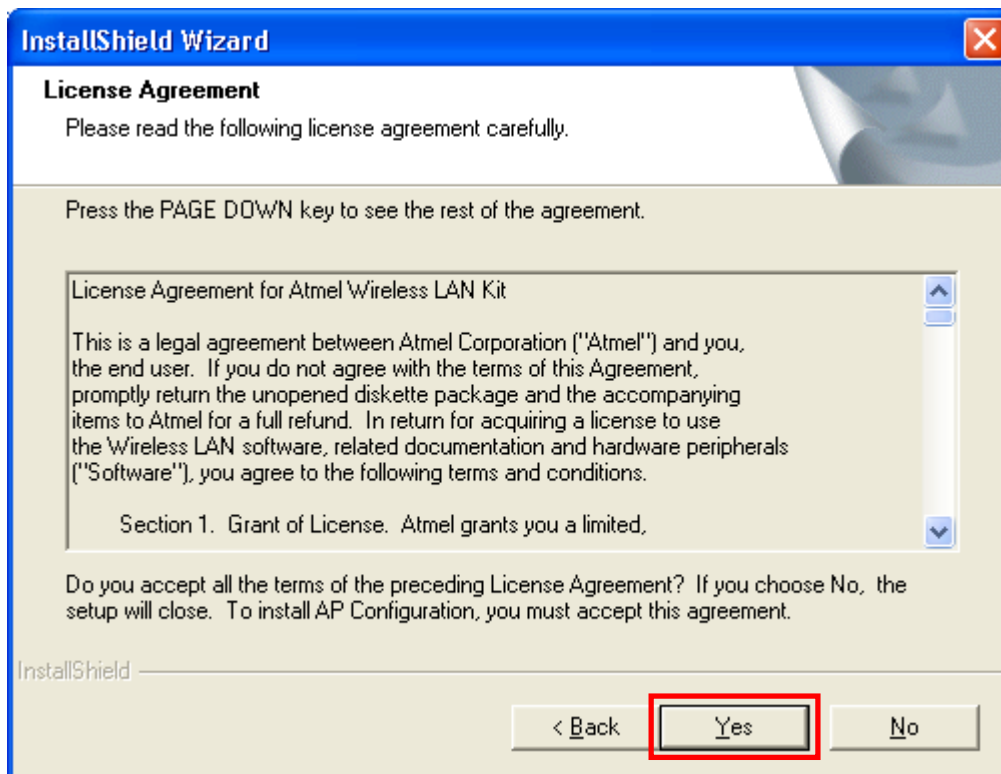 InstallShield Wizard
License Agreement
Please read the following license agreement carefully.
Press the PAGE DOWN key to see the rest of the agreement.
License Agreement for Atmel Wireless LAN Kit
This is a legal agreement between Atmel Corporation ("Atmel") and you,
the end user.  If you do not agree with the terms of this Agreement,
promptly return the unopened diskette package and the accompanying
items to Atmel for a full refund.  In return for acquiring a license to use
the Wireless LAN software, related documentation and hardware peripherals
("Software"), you agree to the following terms and conditions.
Section 1.  Grant of License.  Atmel grants you a limited,
Do you accept all the terms of the preceding License Agreement?  If you choose No,  the
setup will close.  To install AP Configuration, you must accept this agreement.
InstallShield
< Back Yes No